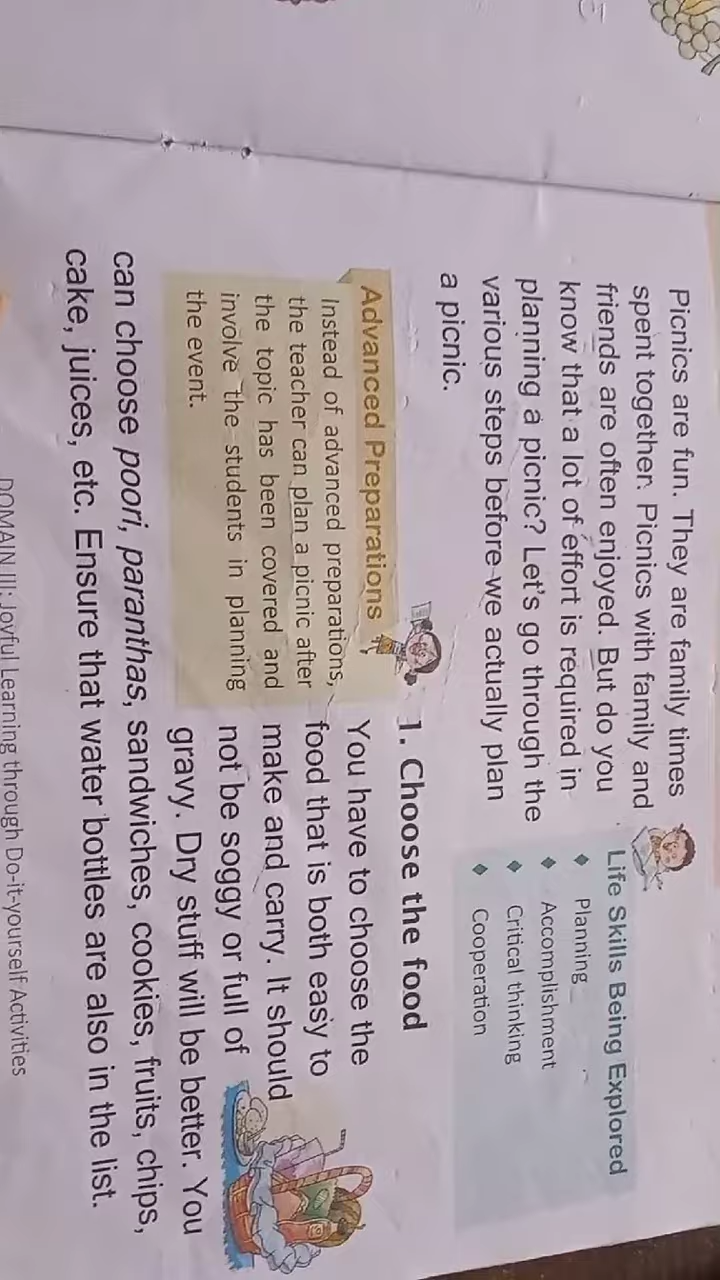 Picnics are fun. They are family times
spent together. Picnics with family and
friends are often enjoyed. But do you
know that a lot of effort is required in
planning a picnic? Let's go through the
various steps before we actually plan
a picnic.
Life Skills Being Explored
♦ Planning
♦ Accomplishment
♦ Critical thinking
♦ Cooperation
Advanced Preparations
Instead of advanced preparations,
the teacher can plan a picnic after
the topic has been covered and
involve the students in planning
the event.
1. Choose the food
You have to choose the
food that is both easy to
make and carry. It should
not be soggy or full of
gravy. Dry stuff will be better. You
can choose poori, paranthas, sandwiches, cookies, fruits, chips,
cake, juices, etc. Ensure that water bottles are also in the list.
DOMAIN III: Joyful Learning through Do-it-yourself Activities